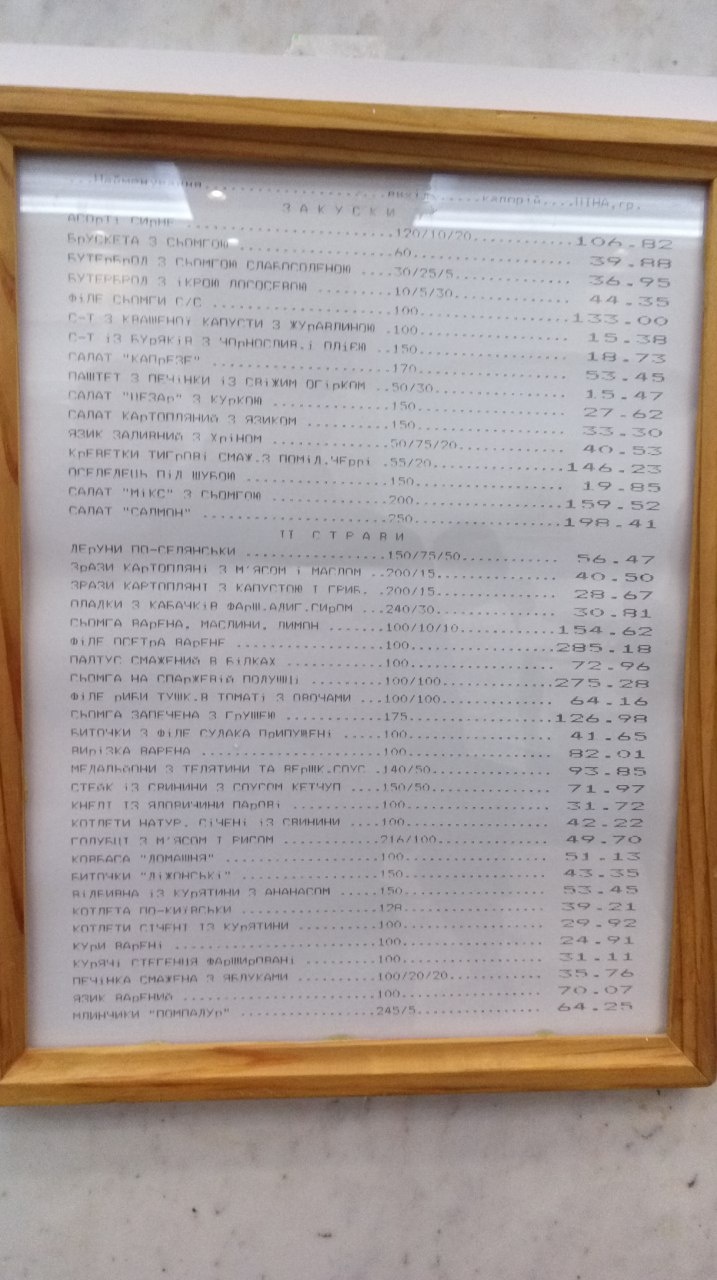 ...Найменування....................вихід........калорій....ЦІНА,гр.
ЗАКУСКИ
АСОРТІ СИРНЕ ..............120/10/20............106.82
БРУСКЕТА З СЬОМГОЮ ..............60..............39.88
БУТЕРБРОД З СЬОМГОЮ СЛАБОСОЛЕНОЮ ....30/25/5............36.95
БУТЕРБРОД З ІКРОЮ ЛОСОСЕВОЮ ........10/5/30............44.35
ФІЛЕ СЬОМГИ С/С ..............100..............133.00
С-Т З КВАШЕНОЇ КАПУСТИ З ЖУРАВЛИНОЮ .100..............15.38
С-Т ІЗ БУРЯКІВ З ЧОРНОСЛИВ.І ОЛІЄЮ ..150..............18.73
САЛАТ "КАПРЕЗЕ" ..............170..............53.45
ПАШТЕТ З ПЕЧІНКИ ІЗ СВІЖИМ ОГІРКОМ ..50/30............15.47
САЛАТ "ЦЕЗАР" З КУРКОЮ ............150..............27.62
САЛАТ КАРТОПЛЯНИЙ З ЯЗИКОМ ........150..............33.30
ЯЗИК ЗАЛИВНИЙ З ХРІНОМ ............50/75/20............40.53
КРЕВЕТКИ ТИГРОВІ СМАЖ.З ПОМІД.ЧЕРРІ .55/20............146.23
ОСЕЛЕДЕЦЬ ПІД ШУБОЮ ..............150..............19.85
САЛАТ "МІКС" З СЬОМГОЮ ............200..............159.52
САЛАТ "САЛМОН" ..............250..............198.41
ІІ СТРАВИ
ДЕРУНИ ПО-СЕЛЯНСЬКИ ..............150/75/50............56.47
ЗРАЗИ КАРТОПЛЯНІ З М'ЯСОМ І МАСЛОМ ..200/15............40.50
ЗРАЗИ КАРТОПЛЯНІ З КАПУСТОЮ І ГРИБ. ..200/15............28.67
ОЛАДКИ З КАБАЧКІВ ФАРШ.АДИГ.СИРОМ ...240/30............30.81
СЬОМГА ВАРЕНА, МАСЛИНИ, ЛИМОН ......100/10/10............154.62
ФІЛЕ ОСЕТРА ВАРЕНЕ ..............100..............285.18
ПАЛТУС СМАЖЕНИЙ В БІЛКАХ ..........100..............72.96
СЬОМГА НА СПАРЖЕВІЙ ПОДУШЦІ ........100/100............275.28
ФІЛЕ РИБИ ТУШК.В ТОМАТІ З ОВОЧАМИ ...100/100............64.16
СЬОМГА ЗАПЕЧЕНА З ГРУШЕЮ ..........175..............126.98
БИТОЧКИ З ФІЛЕ СУДАКА ПРИПУЩЕНІ ....100..............41.65
ВИРІЗКА ВАРЕНА ..............100..............82.01
МЕДАЛЬЙОНИ З ТЕЛЯТИНИ ТА ВЕРШК.СОУС .140/50............93.85
СТЕЙК ІЗ СВИНИНИ З СОУСОМ КЕТЧУП ....150/50............71.97
КНЕЛІ ІЗ ЯЛОВИЧИНИ ПАРОВІ ..........100..............31.72
КОТЛЕТИ НАТУР. СІЧЕНІ ІЗ СВИНИНИ ....100..............42.22
ГОЛУБЦІ З М'ЯСОМ І РИСОМ ..........216/100............49.70
КОВБАСА "ДОМАШНЯ" ..............100..............51.13
БИТОЧКИ "ДІЖОНСЬКІ" ..............150..............43.35
ВІДБИВНА ІЗ КУРЯТИНИ З АНАНАСОМ ....150..............53.45
КОТЛЕТА ПО-КИЇВСЬКИ ..............128..............39.21
КОТЛЕТИ СІЧЕНІ ІЗ КУРЯТИНИ ........100..............29.92
КУРИ ВАРЕНІ ..............100..............24.91
КУРЯЧІ СТЕГЕНЦЯ ФАРШИРОВАНІ ........100..............31.11
ПЕЧІНКА СМАЖЕНА З ЯБЛУКАМИ ........100/20/20............35.76
ЯЗИК ВАРЕНИЙ ..............100..............70.07
МЛИНЧИКИ "ПОМПАДУР" ..............245/5............64.25